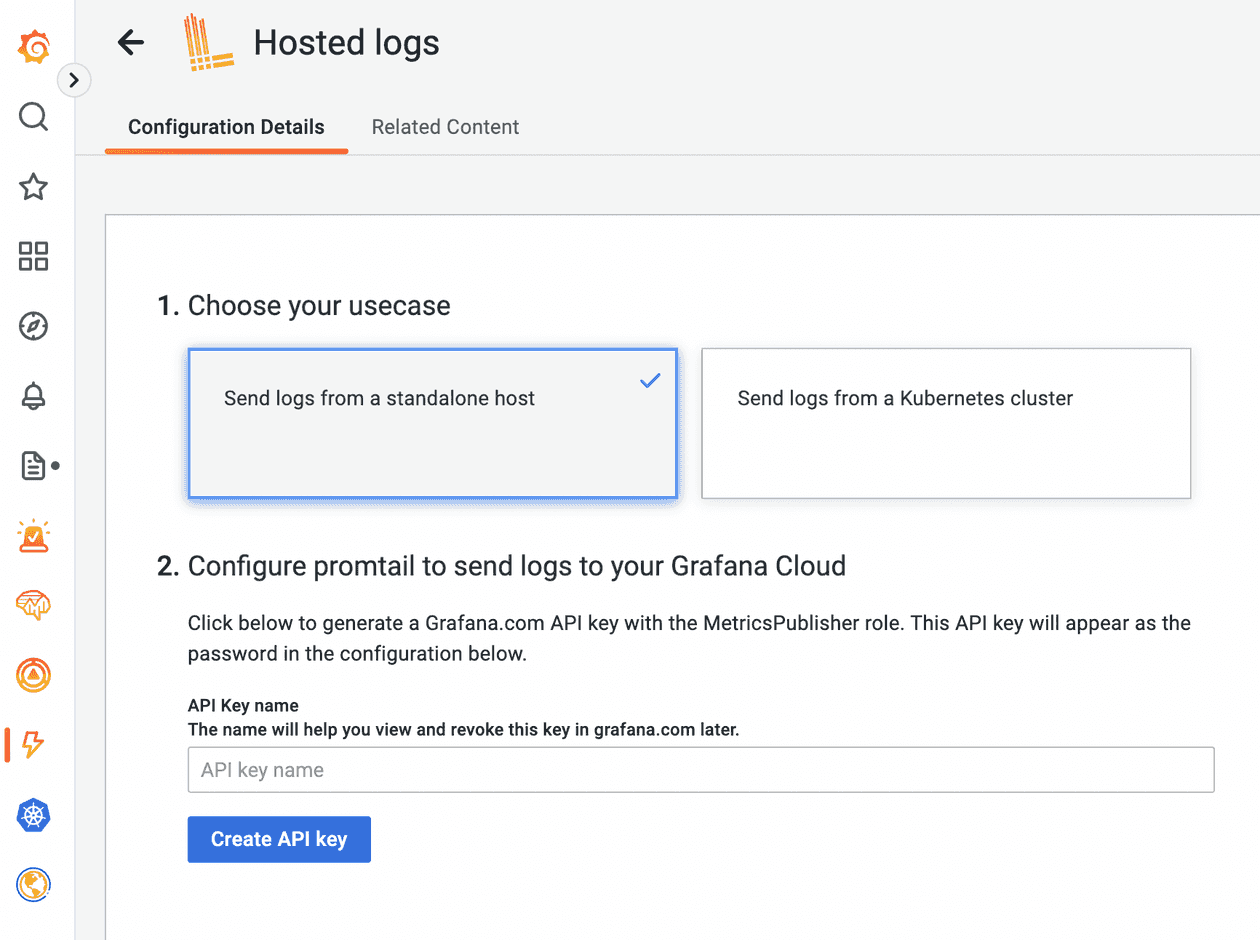 Hosted logs
Configuration Details
Related Content
1. Choose your usecase
Send logs from a standalone host
Send logs from a Kubernetes cluster
2. Configure promtail to send logs to your Grafana Cloud
Click below to generate a Grafana.com API key with the MetricsPublisher role. This API key will appear as the
password in the configuration below.
API Key name
The name will help you view and revoke this key in grafana.com later.
API key name
Create API key